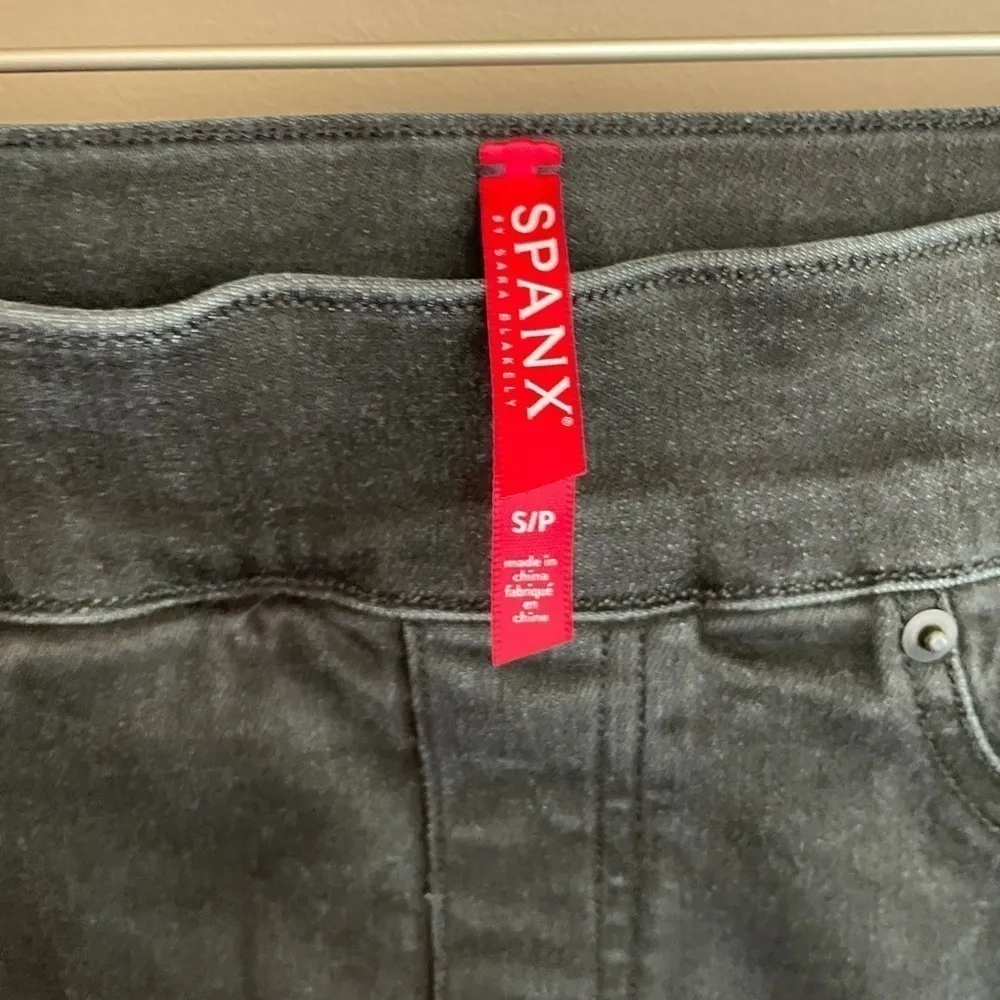 SPANX®
BY SARA BLAKELY
S/P
made in
china
fabriqué
en
chine